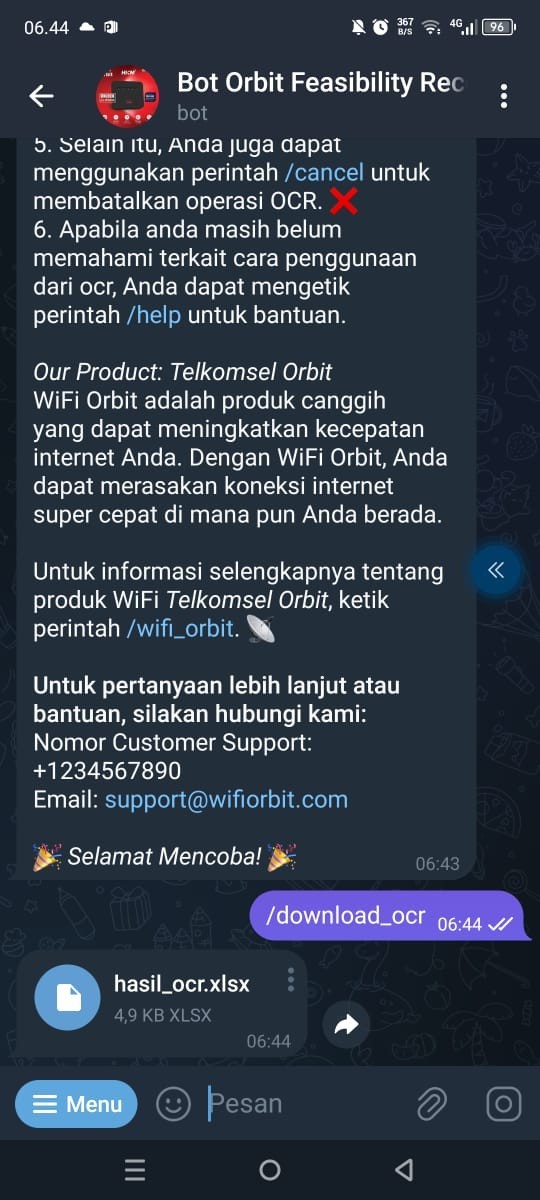 06.44
367
B/S
4G
96
Bot Orbit Feasibility Rec
bot
5. Selain itu, Anda juga dapat
menggunakan perintah /cancel untuk
membatalkan operasi OCR. ❌
6. Apabila anda masih belum
memahami terkait cara penggunaan
dari ocr, Anda dapat mengetik
perintah /help untuk bantuan.
Our Product: Telkomsel Orbit
WiFi Orbit adalah produk canggih
yang dapat meningkatkan kecepatan
internet Anda. Dengan WiFi Orbit, Anda
dapat merasakan koneksi internet
super cepat di mana pun Anda berada.
Untuk informasi selengkapnya tentang
produk WiFi Telkomsel Orbit, ketik
perintah /wifi_orbit. 📡
Untuk pertanyaan lebih lanjut atau
bantuan, silakan hubungi kami:
Nomor Customer Support:
+1234567890
Email: support@wifiorbit.com
🎉 Selamat Mencoba! 🎉
06:43
/download_ocr 06:44
hasil_ocr.xlsx
4,9 KB XLSX
06:44
Menu
Pesan